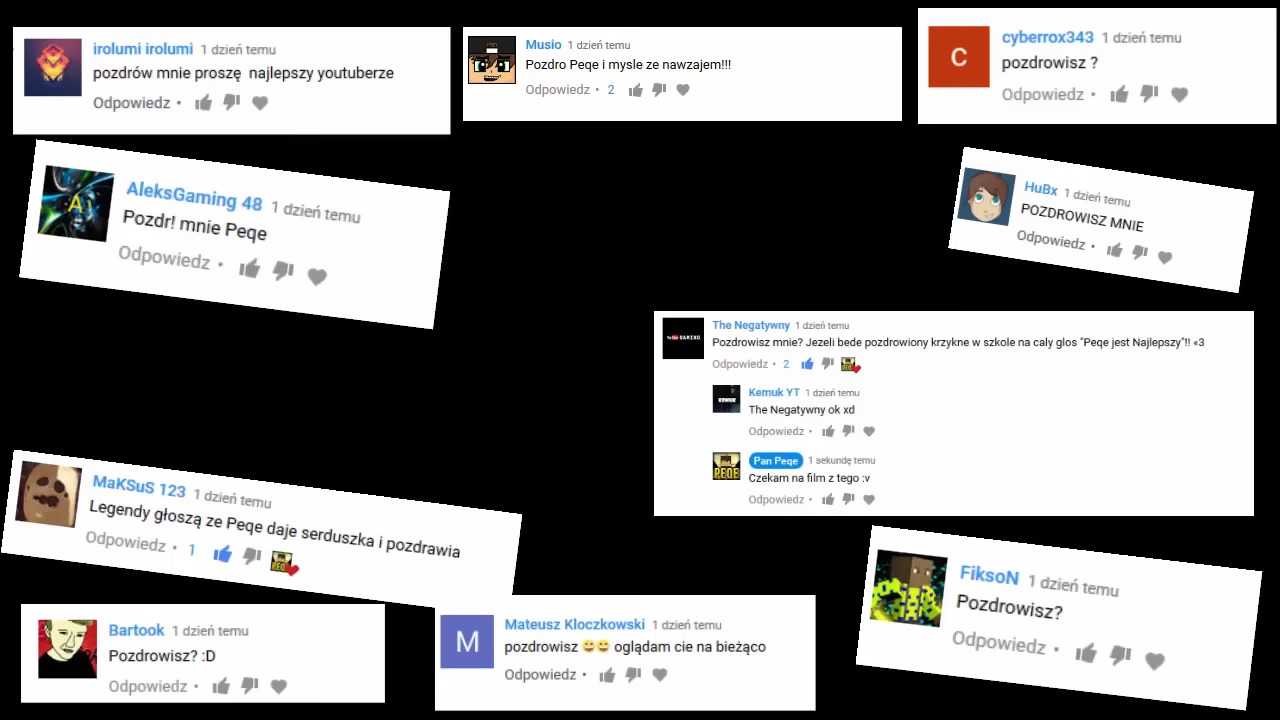 irolumi irolumi 1 dzień temu
pozdrów mnie proszę najlepszy youtuberze
Odpowiedz •
Musio 1 dzień temu
Pozdro Peqe i mysle ze nawzajem!!!
Odpowiedz • 2
C
cyberrox343 1 dzień temu
pozdrowisz ?
Odpowiedz •
A
AleksGaming 48 1 dzień temu
Pozdr! mnie Peqe
Odpowiedz •
HuBx 1 dzień temu
POZDROWISZ MNIE
Odpowiedz •
The Negatywny 1 dzień temu
Pozdrowisz mnie? Jezeli bede pozdrowiony krzykne w szkole na caly glos "Peqe jest Najlepszy"!! <3
Odpowiedz • 2
KEMUK
Kemuk YT 1 dzień temu
The Negatywny ok xd
Odpowiedz •
PEQE
Pan Peqe 1 sekundę temu
Czekam na film z tego :v
Odpowiedz •
MaKSuS 123 1 dzień temu
Legendy głoszą ze Peqe daje serduszka i pozdrawia
Odpowiedz • 1
Bartook 1 dzień temu
Pozdrowisz? :D
Odpowiedz •
M
Mateusz Kloczkowski 1 dzień temu
pozdrowisz 😄😄 oglądam cie na bieżąco
Odpowiedz •
FiksoN 1 dzień temu
Pozdrowisz?
Odpowiedz •